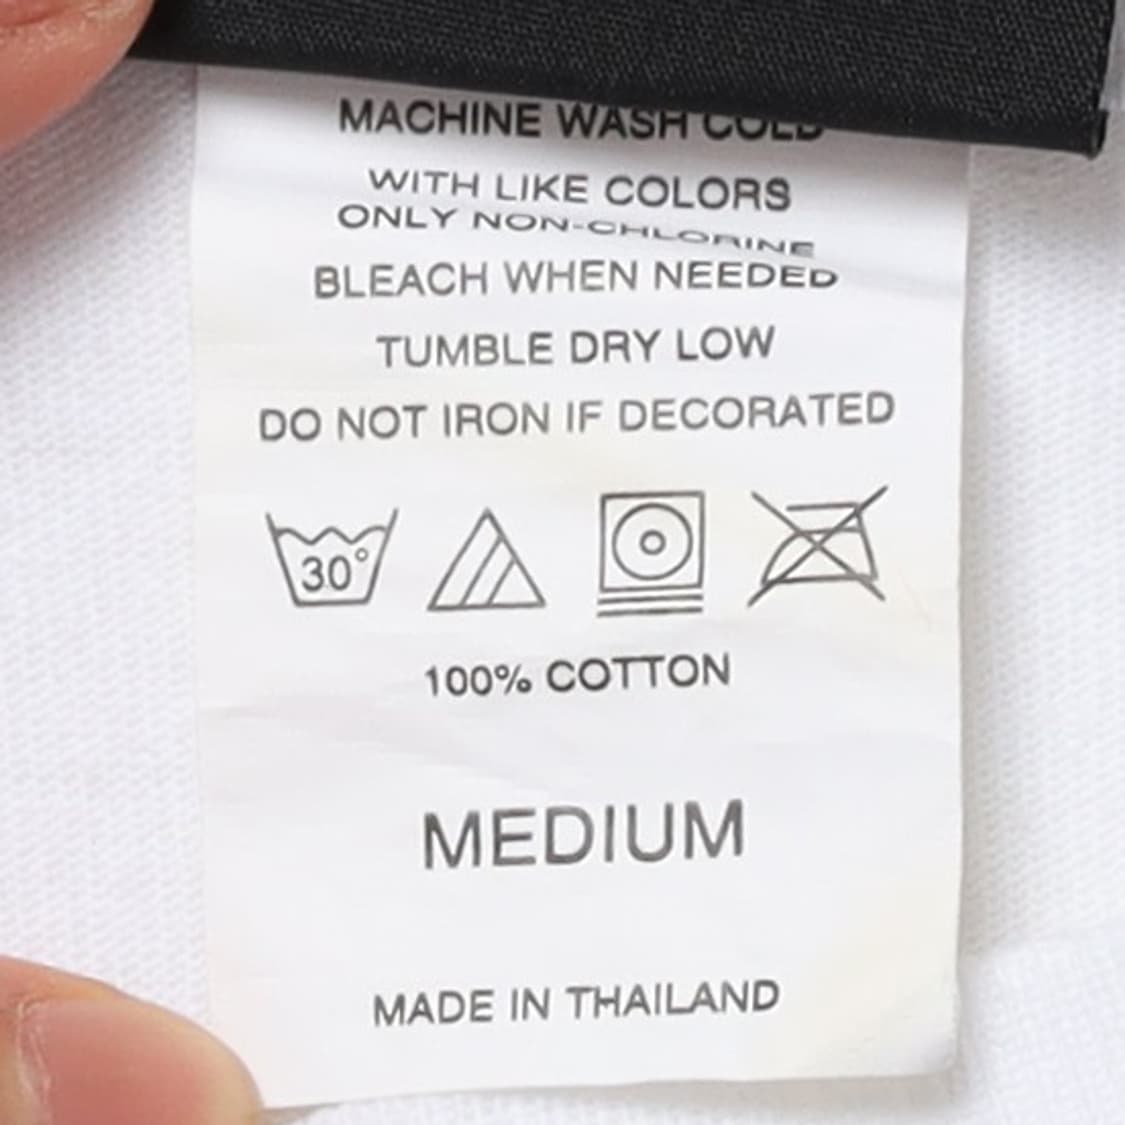 MACHINE WASH COLD
WITH LIKE COLORS
ONLY NON-CHLORINE
BLEACH WHEN NEEDED
TUMBLE DRY LOW
DO NOT IRON IF DECORATED
30°
100% COTTON
MEDIUM
MADE IN THAILAND